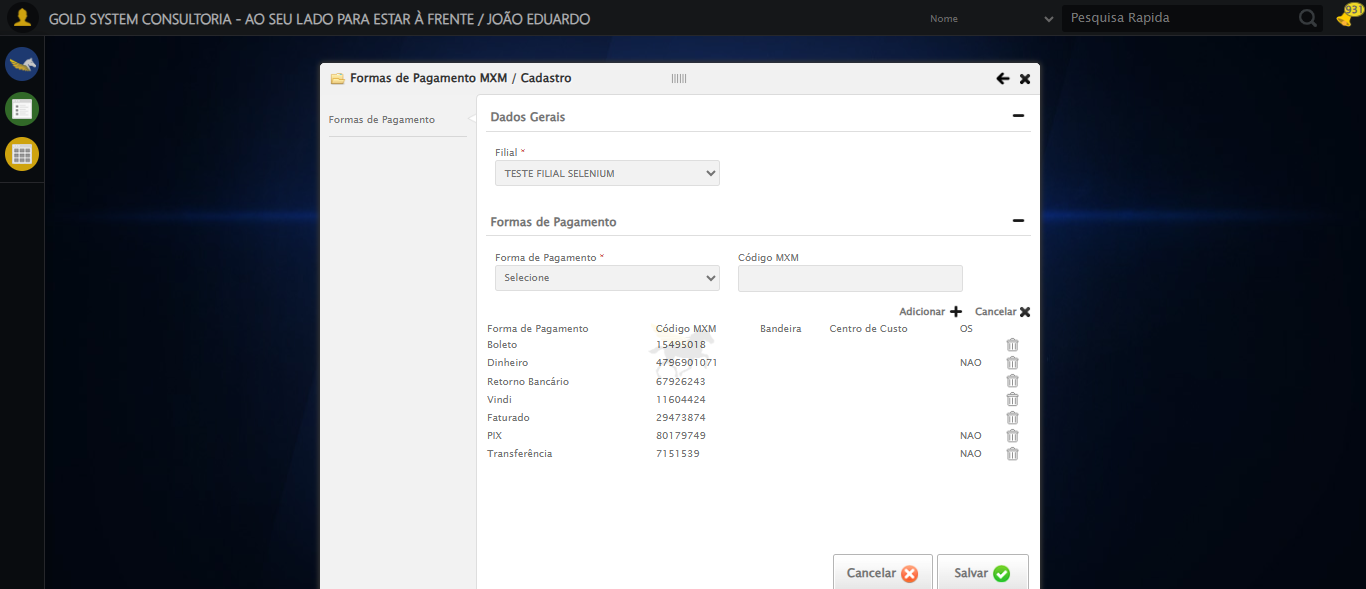 GOLD SYSTEM CONSULTORIA - AO SEU LADO PARA ESTAR À FRENTE / JOÃO EDUARDO
Nome
Pesquisa Rapida
931
Formas de Pagamento MXM / Cadastro
Formas de Pagamento
Dados Gerais
Filial *
TESTE FILIAL SELENIUM
Formas de Pagamento
Forma de Pagamento * Código MXM
Selecione
Adicionar Cancelar
Forma de Pagamento Código MXM Bandeira Centro de Custo OS
Boleto 15495018
Dinheiro 4796901071 NAO
Retorno Bancário 67926243
Vindi 11604424
Faturado 29473874
PIX 80179749 NAO
Transferência 7151539 NAO
Cancelar Salvar